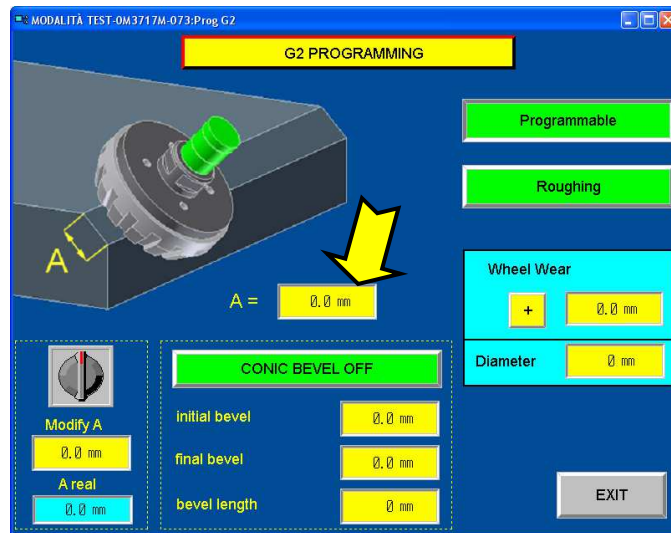 MODALITÀ TEST-0M3717M-073:Prog G2
G2 PROGRAMMING
Programmable
Roughing
A
A = 0.0 mm
Wheel Wear
+ 0.0 mm
Diameter 0 mm
CONIC BEVEL OFF
initial bevel 0.0 mm
final bevel 0.0 mm
bevel length 0 mm
Modify A
0.0 mm
A real
0.0 mm
EXIT